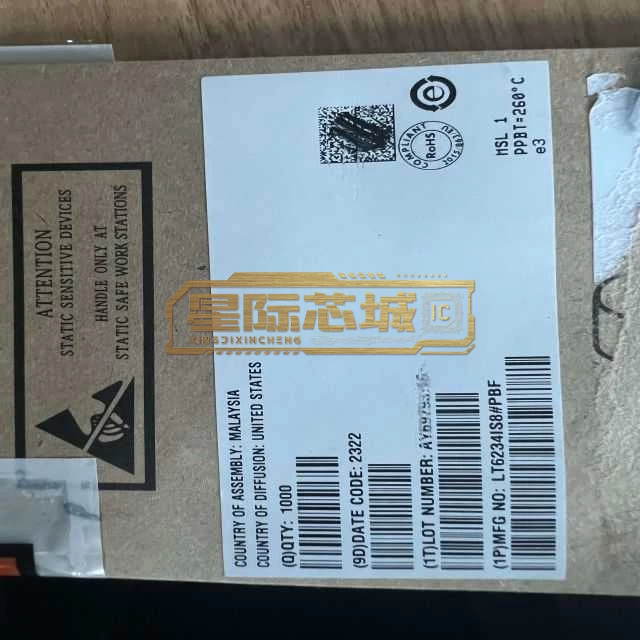 ATTENTION
STATIC SENSITIVE DEVICES
HANDLE ONLY AT
STATIC SAFE WORK STATIONS
e
COMPLIANT
RoHS
MSL 1
PPBT=260°C
e3
星际芯城 IC
XINGJIXINCHENG
COUNTRY OF ASSEMBLY: MALAYSIA
COUNTRY OF DIFFUSION: UNITED STATES
(Q)QTY: 1000
(9D)DATE CODE: 2322
(1T)LOT NUMBER:
(1P)MFG NO: LT6234IS8#PBF